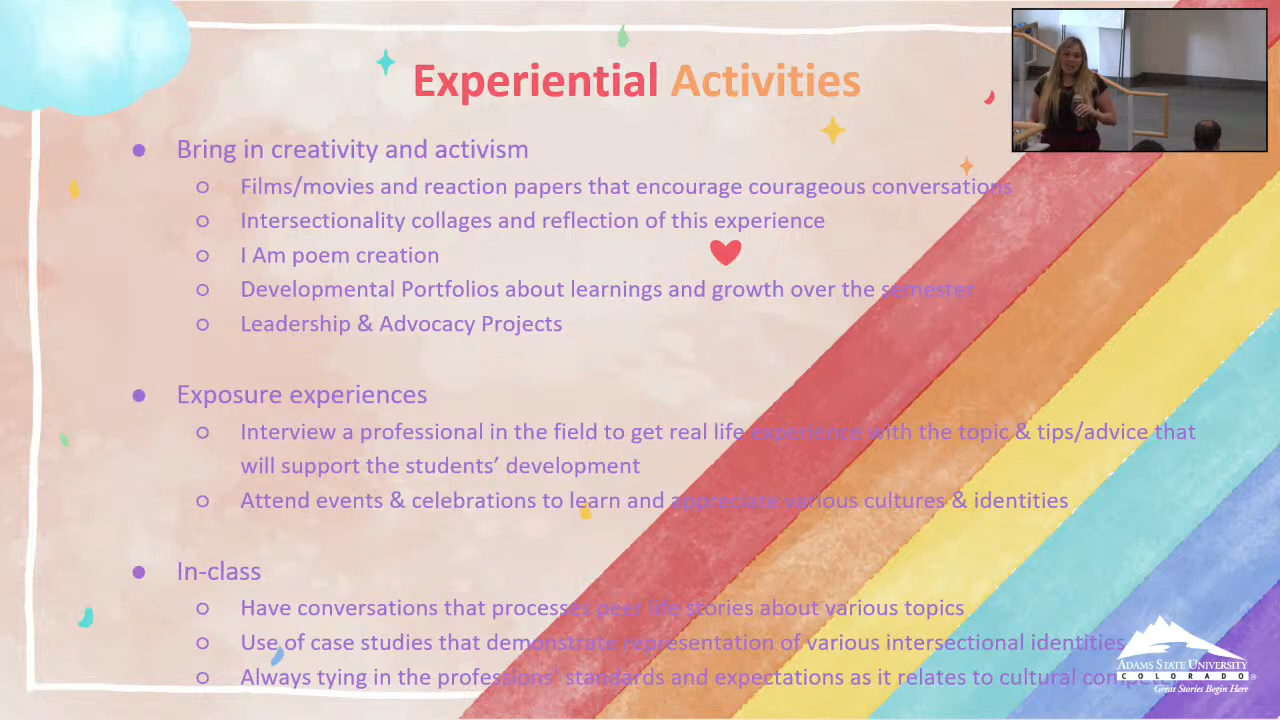 Experiential Activities
● Bring in creativity and activism
○ Films/movies and reaction papers that encourage courageous conversations
○ Intersectionality collages and reflection of this experience
○ I Am poem creation
○ Developmental Portfolios about learnings and growth over the semester
○ Leadership & Advocacy Projects
● Exposure experiences
○ Interview a professional in the field to get real life experience with the topic & tips/advice that
will support the students’ development
○ Attend events & celebrations to learn and appreciate various cultures & identities
● In-class
○ Have conversations that processes peer life stories about various topics
○ Use of case studies that demonstrate representation of various intersectional identities
○ Always tying in the professions’ standards and expectations as it relates to cultural
ADAMS STATE UNIVERSITY
COLORADO®
Great Stories Begin Here